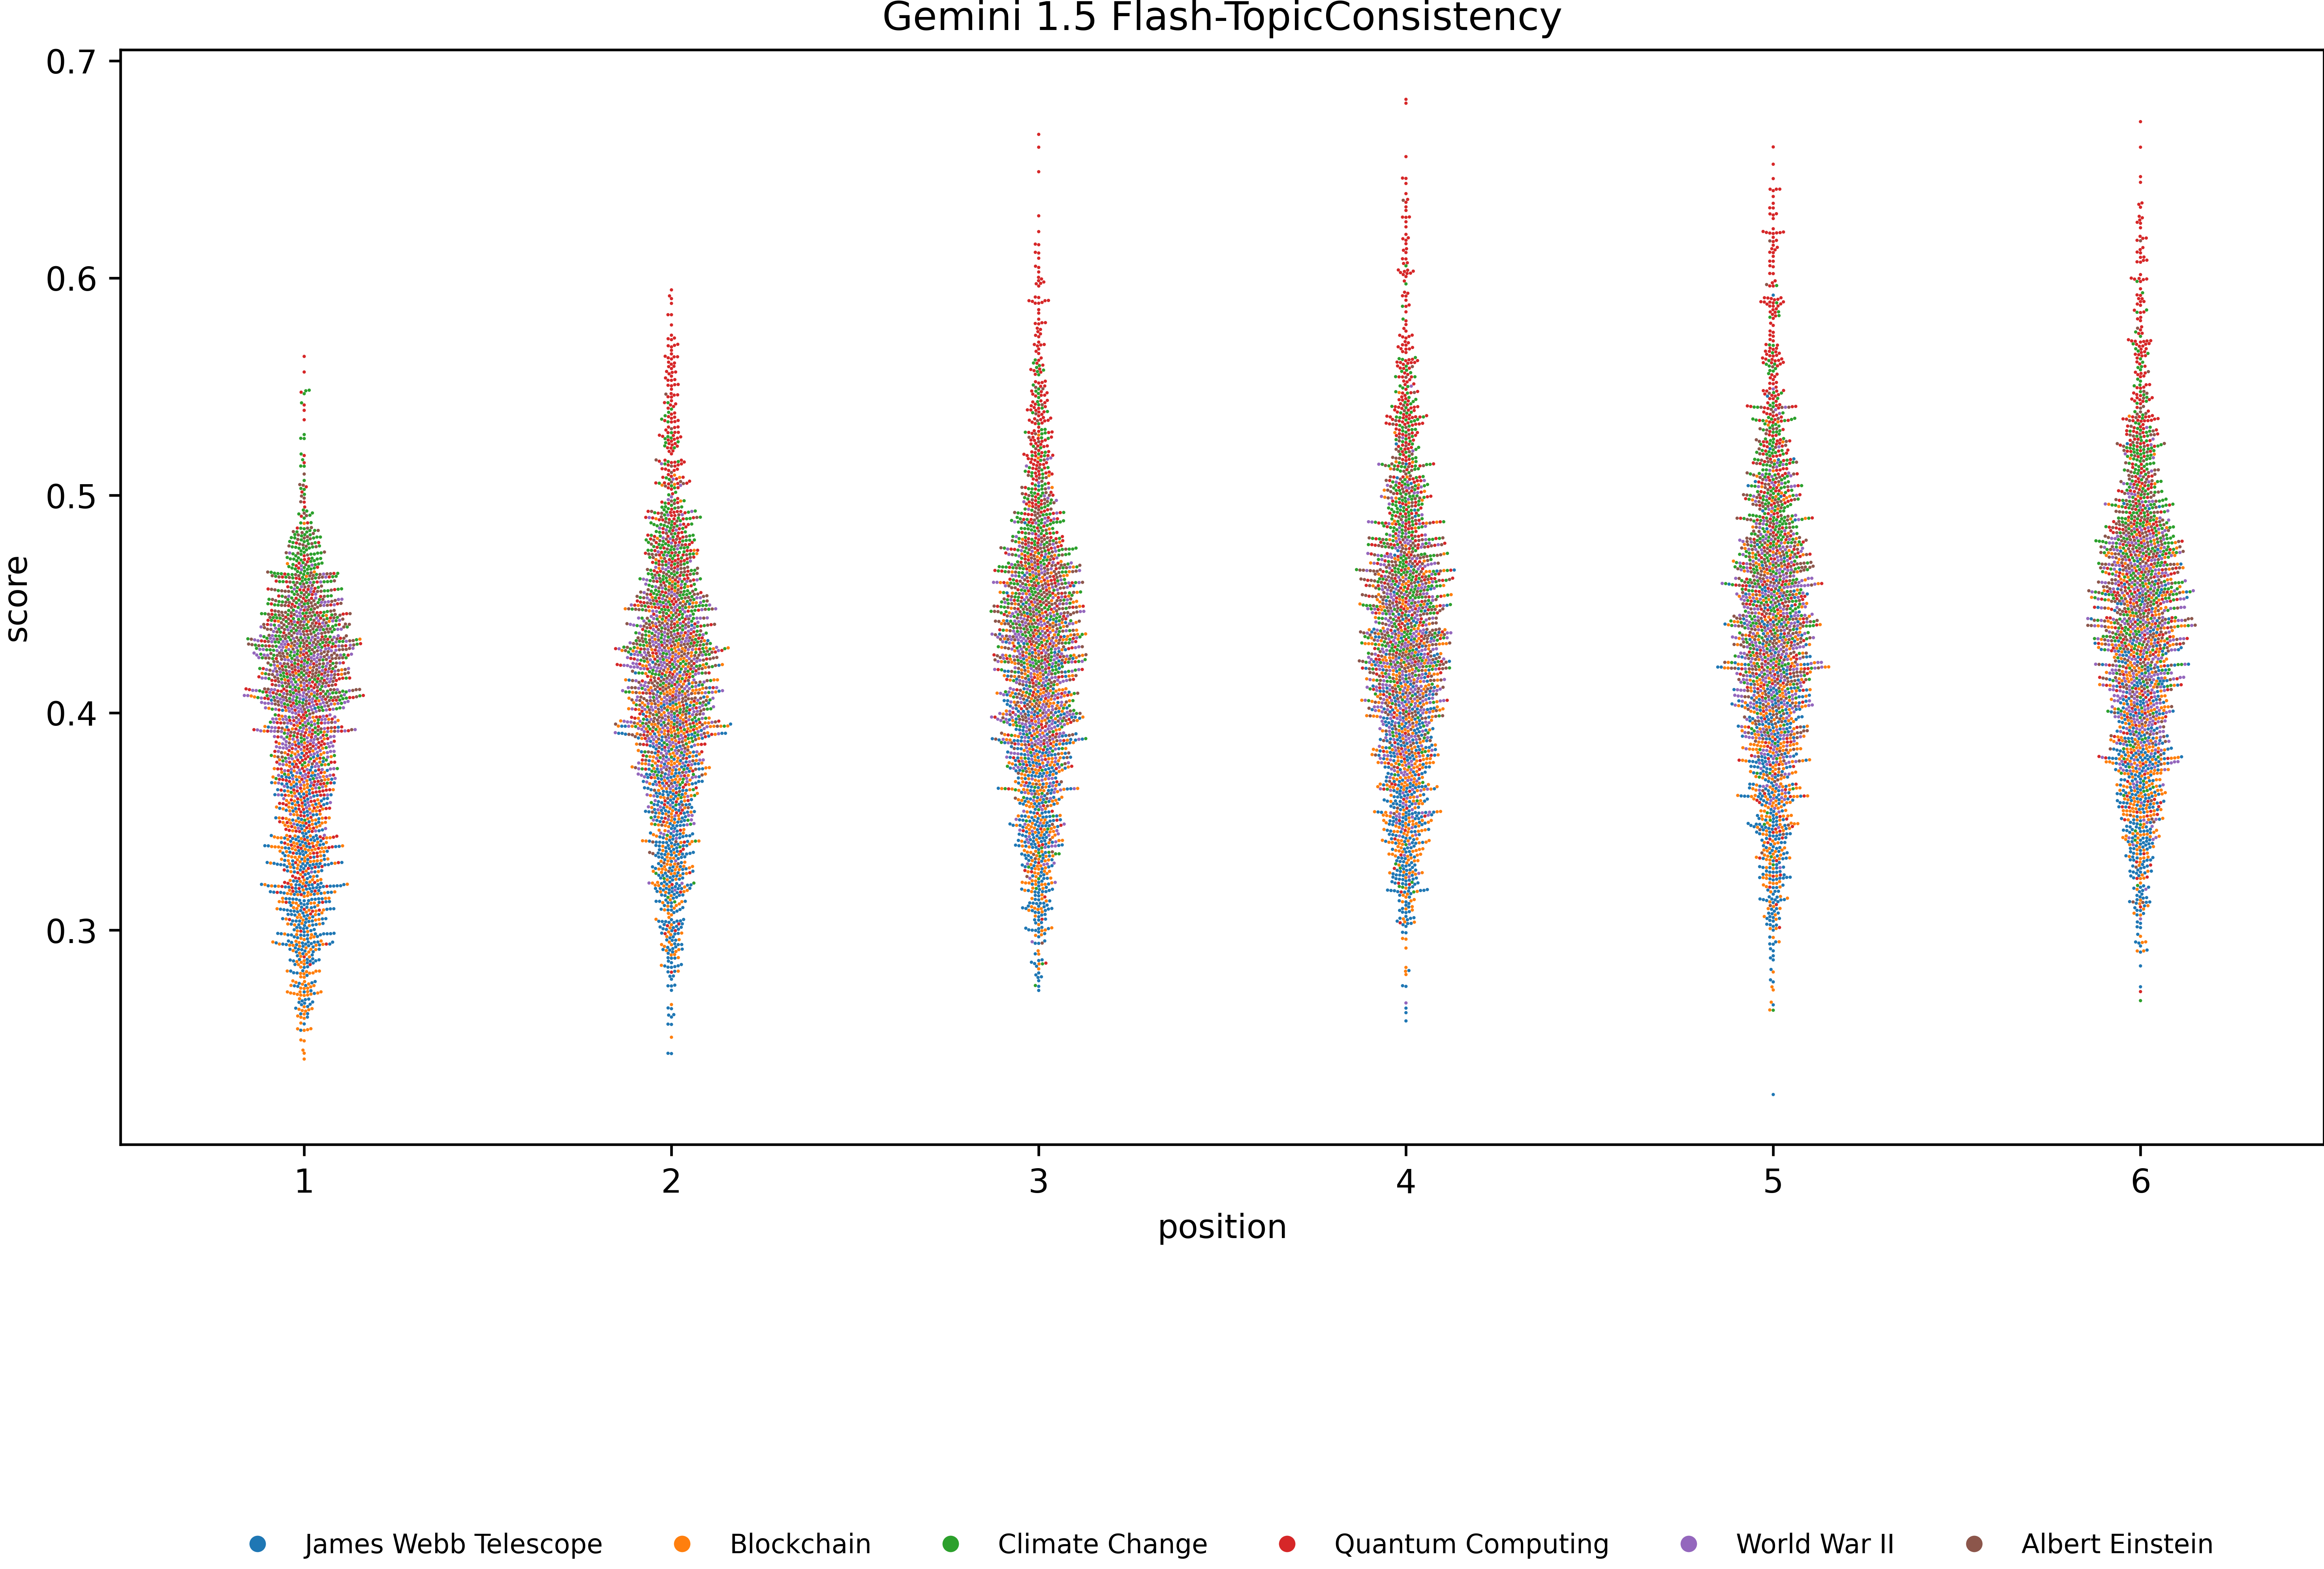 Gemini 1.5 Flash-TopicConsistency
0.7
0.6
0.5
0.4
0.3
score
1 2 3 4 5 6
position
James Webb Telescope Blockchain Climate Change Quantum Computing World War II Albert Einstein